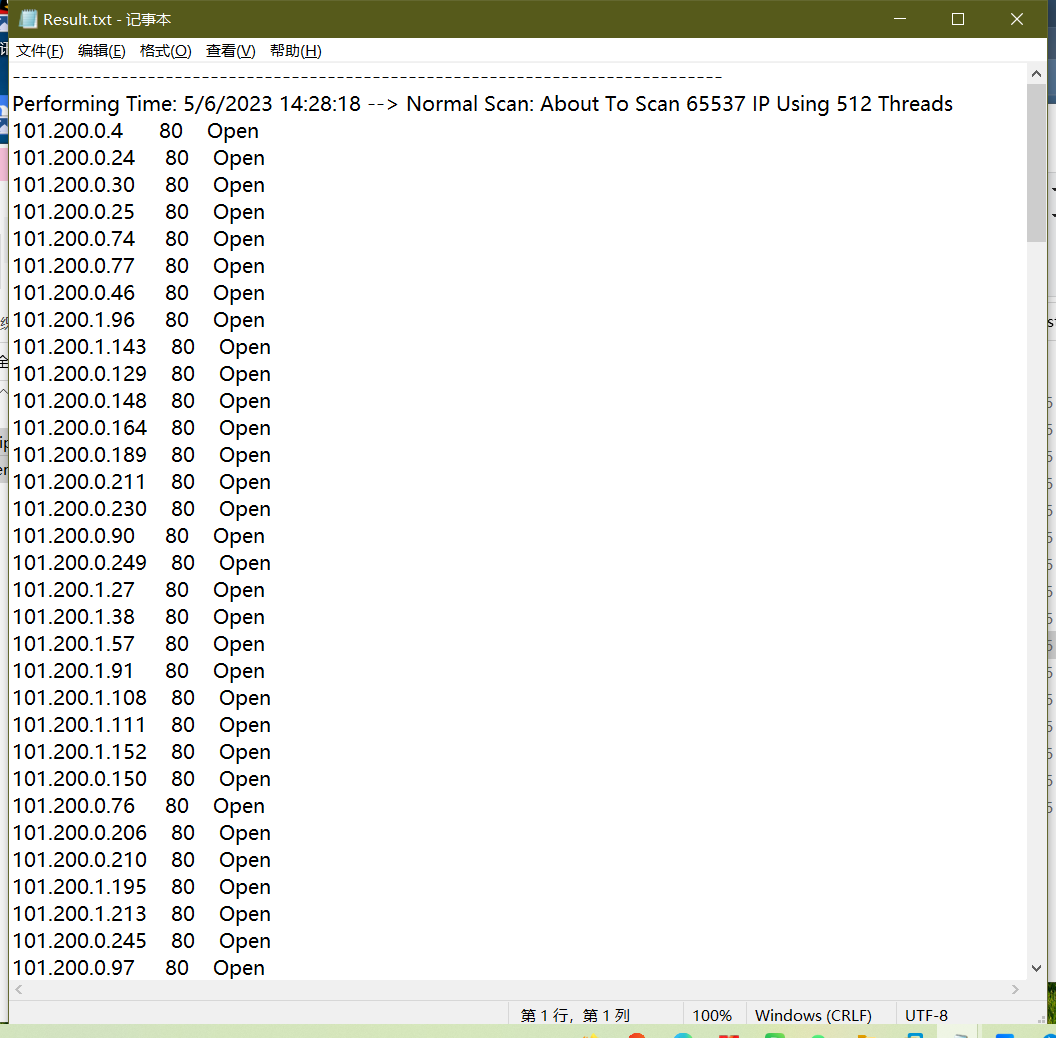 Result.txt - 记事本
文件(F) 编辑(E) 格式(O) 查看(V) 帮助(H)
--------------------------------------------------------------------------------
Performing Time: 5/6/2023 14:28:18 --> Normal Scan: About To Scan 65537 IP Using 512 Threads
101.200.0.4 80 Open
101.200.0.24 80 Open
101.200.0.30 80 Open
101.200.0.25 80 Open
101.200.0.74 80 Open
101.200.0.77 80 Open
101.200.0.46 80 Open
101.200.1.96 80 Open
101.200.1.143 80 Open
101.200.0.129 80 Open
101.200.0.148 80 Open
101.200.0.164 80 Open
101.200.0.189 80 Open
101.200.0.211 80 Open
101.200.0.230 80 Open
101.200.0.90 80 Open
101.200.0.249 80 Open
101.200.1.27 80 Open
101.200.1.38 80 Open
101.200.1.57 80 Open
101.200.1.91 80 Open
101.200.1.108 80 Open
101.200.1.111 80 Open
101.200.1.152 80 Open
101.200.0.150 80 Open
101.200.0.76 80 Open
101.200.0.206 80 Open
101.200.0.210 80 Open
101.200.1.195 80 Open
101.200.1.213 80 Open
101.200.0.245 80 Open
101.200.0.97 80 Open
第 1 行，第 1 列 100% Windows (CRLF) UTF-8